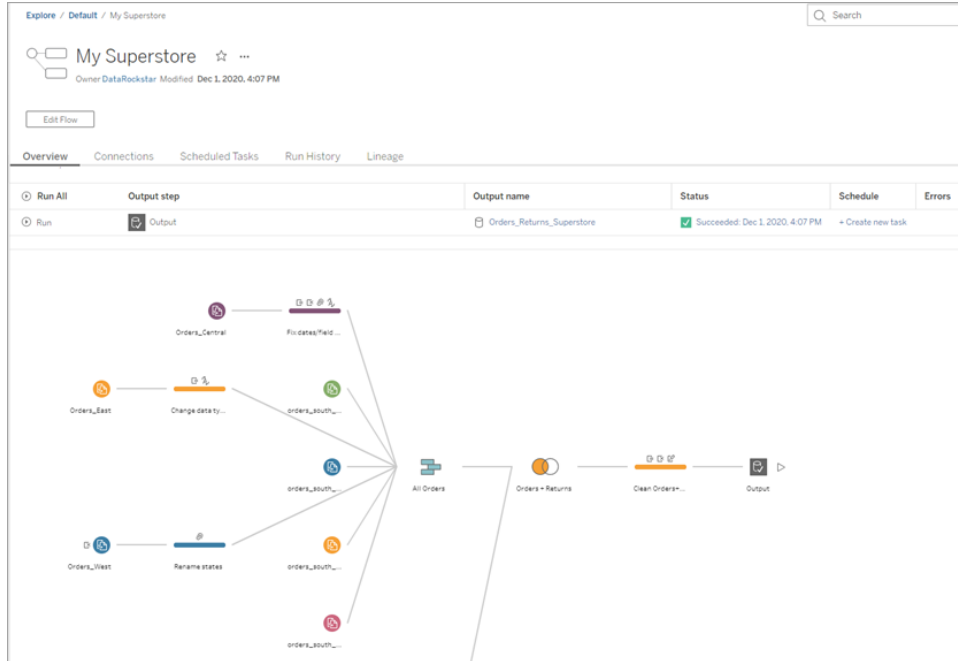 Explore / Default / My Superstore
Search
My Superstore
Owner DataRockstar Modified Dec 1, 2020, 4:07 PM
Edit Flow
Overview Connections Scheduled Tasks Run History Lineage
Run All Output step Output name Status Schedule Errors
Run Output Orders_Returns_Superstore Succeeded: Dec 1, 2020, 4:07 PM + Create new task
Orders_Central Fix dates/field ...
Orders_East Change data ty... orders_south_...
orders_south_... All Orders Orders + Returns Clean Orders+... Output
Orders_West Rename states orders_south_...
orders_south_...